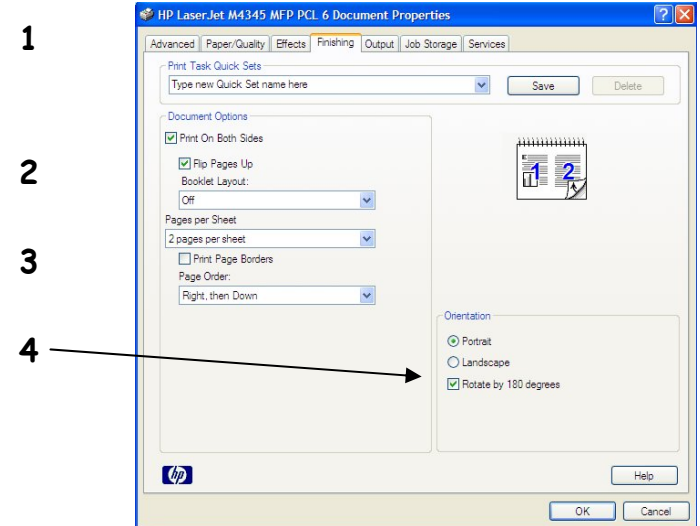 HP LaserJet M4345 MFP PCL 6 Document Properties
1
Advanced Paper/Quality Effects Finishing Output Job Storage Services
Print Task Quick Sets
Type new Quick Set name here Save Delete
Document Options
Print On Both Sides
2
Flip Pages Up
1 2
Booklet Layout:
Off
Pages per Sheet
2 pages per sheet
3
Print Page Borders
Page Order:
Right, then Down
Orientation
4
Portrait
Landscape
Rotate by 180 degrees
hp
Help
OK Cancel